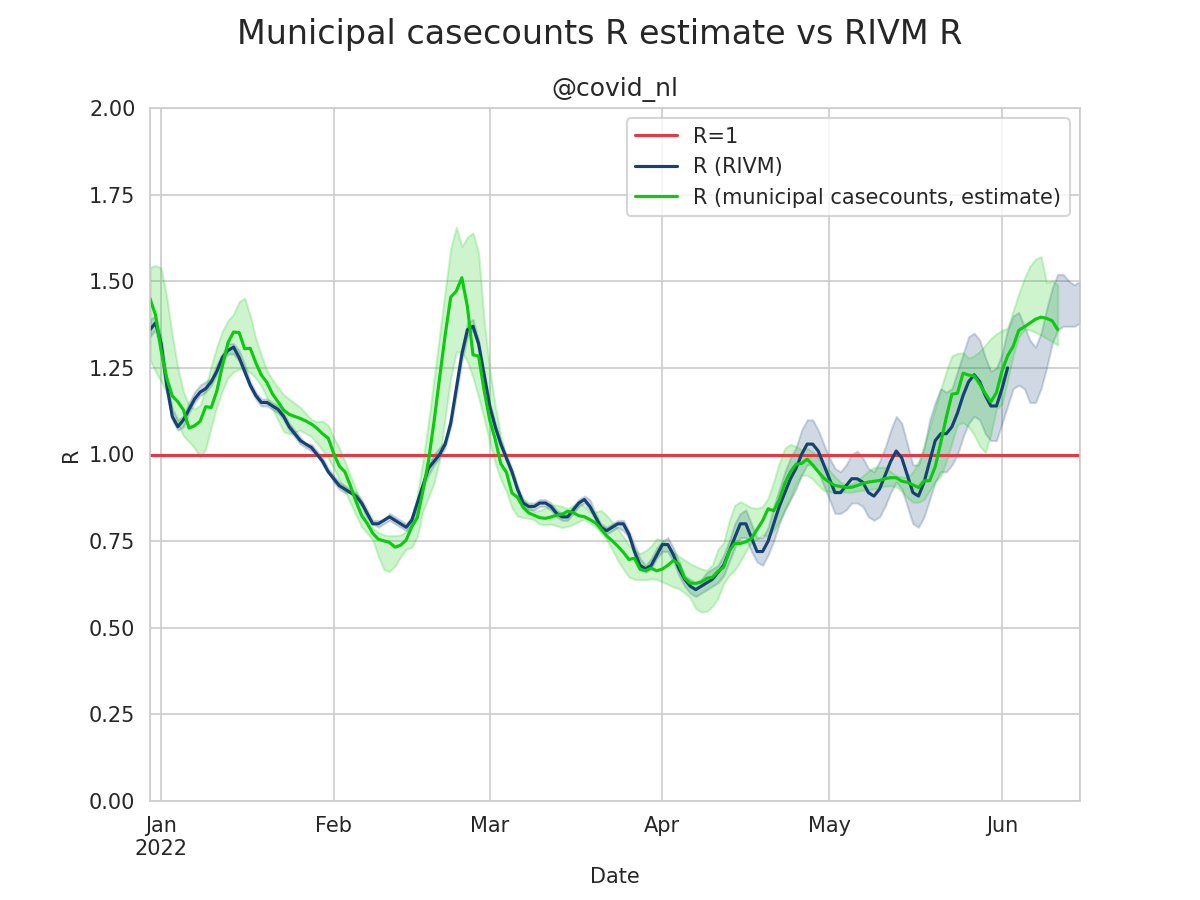 Municipal casecounts R estimate vs RIVM R
@covid_nl
R=1
R (RIVM)
R (municipal casecounts, estimate)
2.00
1.75
1.50
1.25
1.00
0.75
0.50
0.25
0.00
R
Jan Feb Mar Apr May Jun
2022
Date